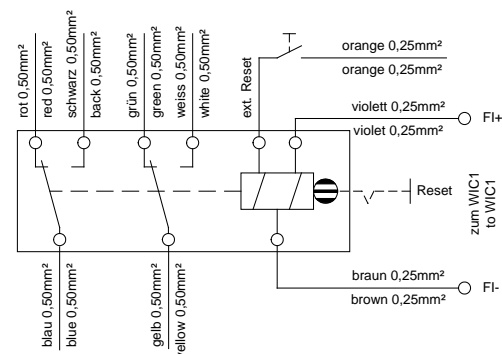 rot 0,50mm²
red 0,50mm²
schwarz 0,50mm²
back 0,50mm²
grün 0,50mm²
green 0,50mm²
weiss 0,50mm²
white 0,50mm²
ext. Reset
orange 0,25mm²
orange 0,25mm²
violett 0,25mm²
violet 0,25mm²
FI+
Reset
zum WIC1
to WIC1
braun 0,25mm²
brown 0,25mm²
FI-
blau 0,50mm²
blue 0,50mm²
gelb 0,50mm²
yellow 0,50mm²